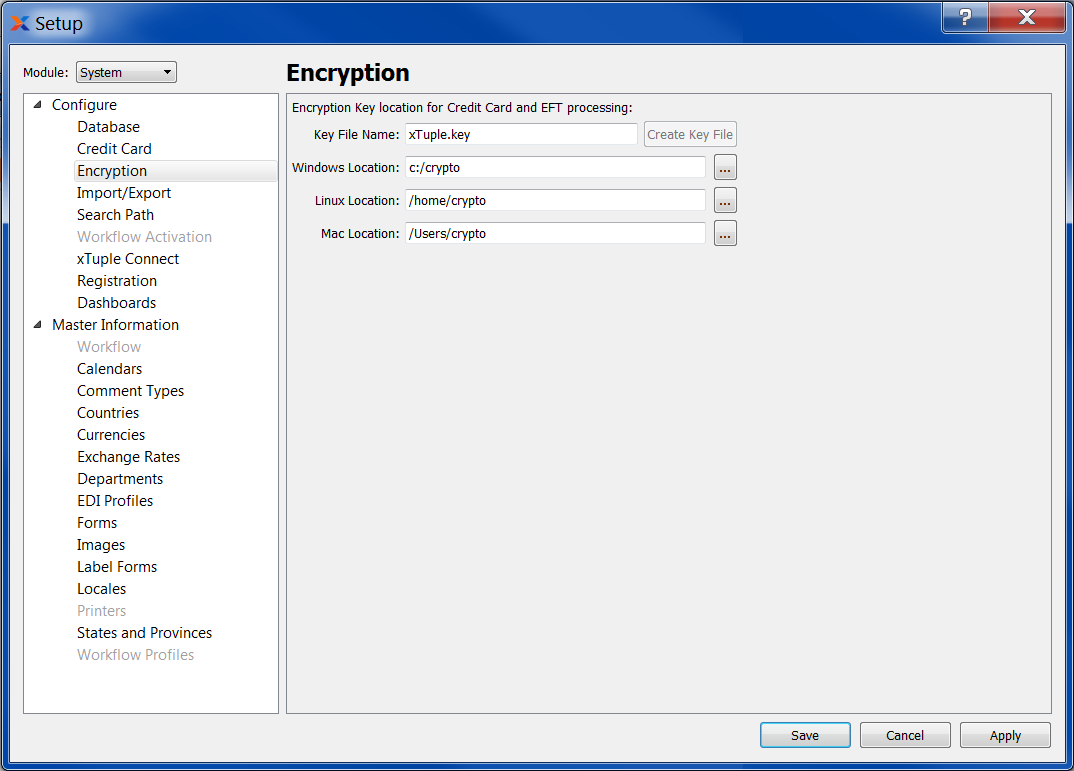 Setup
?
X
Module: System
Encryption
Configure
Database
Credit Card
Encryption
Import/Export
Search Path
Workflow Activation
xTuple Connect
Registration
Dashboards
Master Information
Workflow
Calendars
Comment Types
Countries
Currencies
Exchange Rates
Departments
EDI Profiles
Forms
Images
Label Forms
Locales
Printers
States and Provinces
Workflow Profiles
Encryption Key location for Credit Card and EFT processing:
Key File Name: xTuple.key Create Key File
Windows Location: c:/crypto ...
Linux Location: /home/crypto ...
Mac Location: /Users/crypto ...
Save Cancel Apply